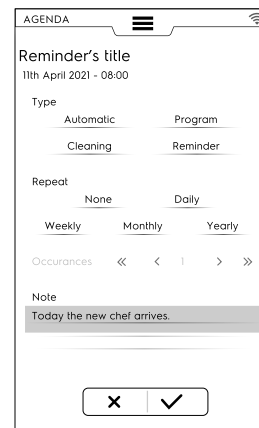 AGENDA
Reminder's title
11th April 2021 - 08:00
Type
Automatic Program
Cleaning Reminder
Repeat
None Daily
Weekly Monthly Yearly
Occurances « < 1 > »
Note
Today the new chef arrives.